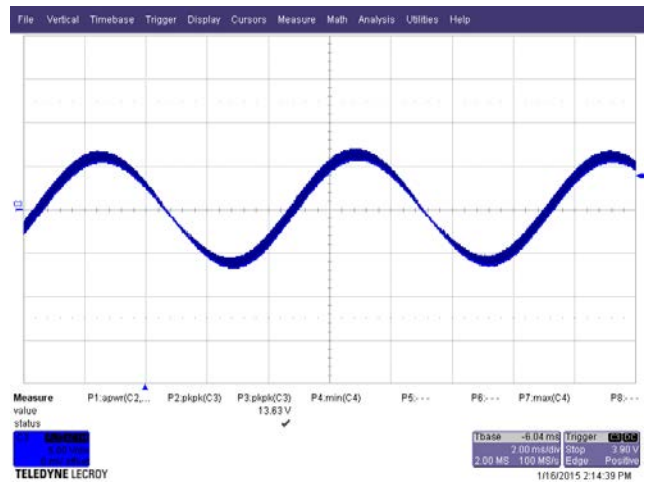 File Vertical Timebase Trigger Display Cursors Measure Math Analysis Utilities Help
C3
Measure P1:apwr(C2,... P2:pkpk(C3) P3:pkpk(C3) P4:min(C4) P5:--- P6:--- P7:max(C4) P8:---
value 13.63 V
status
C3
Tbase -6.04 ms Trigger C3 DC
2.00 ms/div Stop 3.90 V
2.00 MS 100 MS/s Edge Positive
TELEDYNE LECROY 1/16/2015 2:14:39 PM